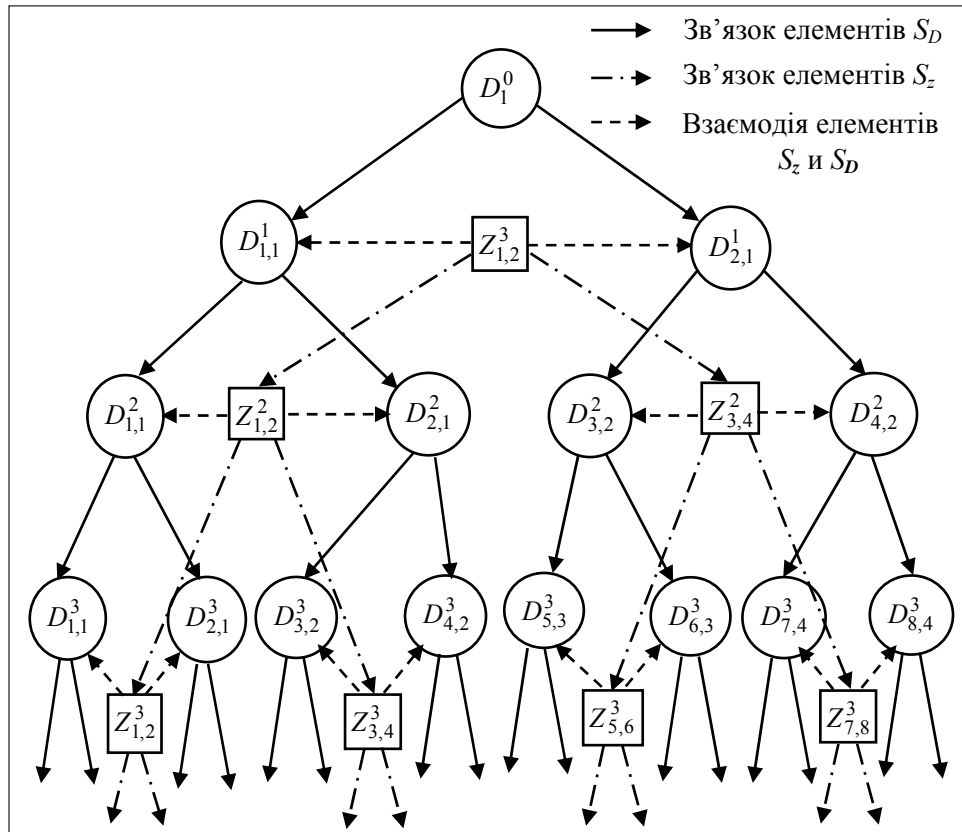 Зв’язок елементів S_D
Зв’язок елементів S_z
Взаємодія елементів
S_z и S_D
D_1^0
D_{1,1}^1
Z_{1,2}^3
D_{2,1}^1
D_{1,1}^2
Z_{1,2}^2
D_{2,1}^2
D_{3,2}^2
Z_{3,4}^2
D_{4,2}^2
D_{1,1}^3
D_{2,1}^3
D_{3,2}^3
D_{4,2}^3
D_{5,3}^3
D_{6,3}^3
D_{7,4}^3
D_{8,4}^3
Z_{1,2}^3
Z_{3,4}^3
Z_{5,6}^3
Z_{7,8}^3